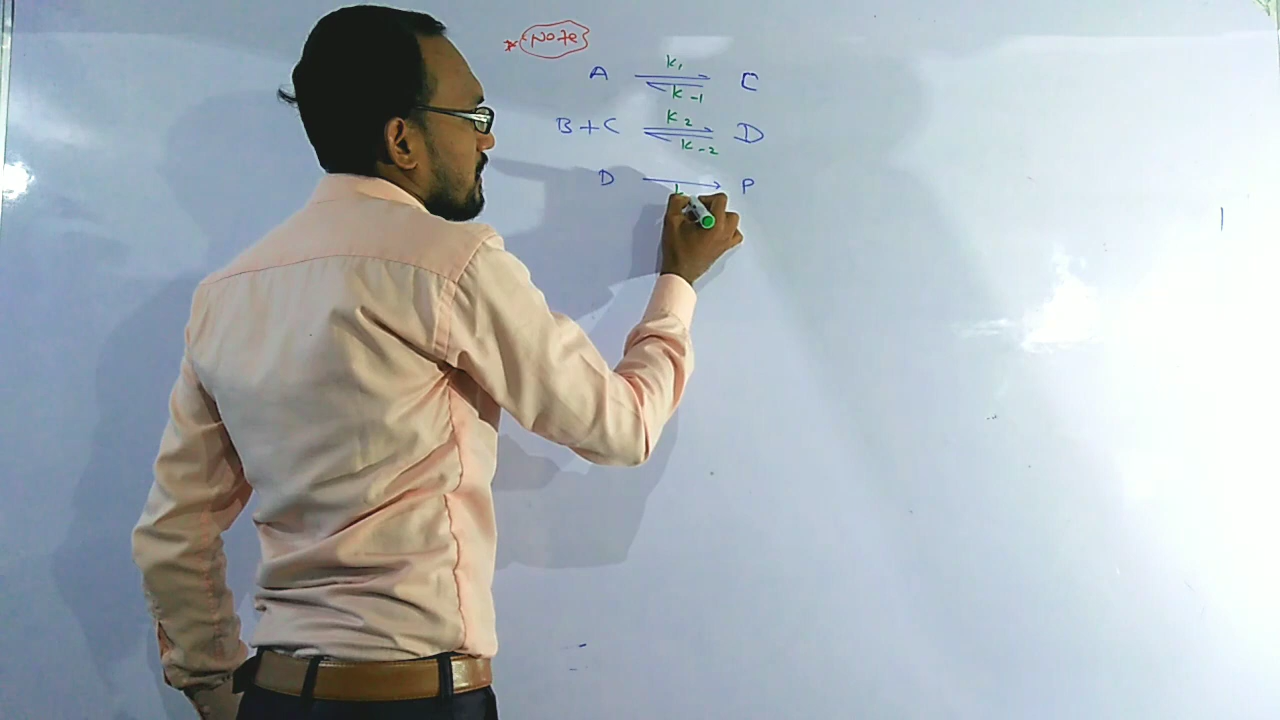 * Note
A ⇌ C k₁ k₋₁
B + C ⇌ D k₂ k₋₂
D → P